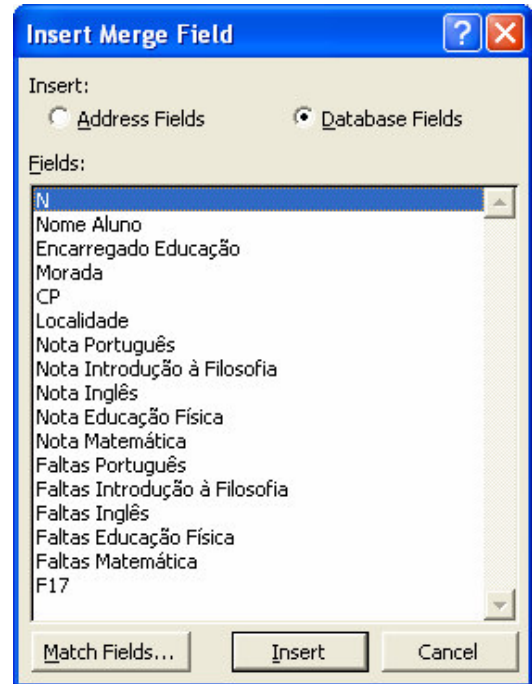 Insert Merge Field
Insert:
Address Fields Database Fields
Fields:
N
Nome Aluno
Encarregado Educação
Morada
CP
Localidade
Nota Português
Nota Introdução à Filosofia
Nota Inglês
Nota Educação Física
Nota Matemática
Faltas Português
Faltas Introdução à Filosofia
Faltas Inglês
Faltas Educação Física
Faltas Matemática
F17
Match Fields... Insert Cancel